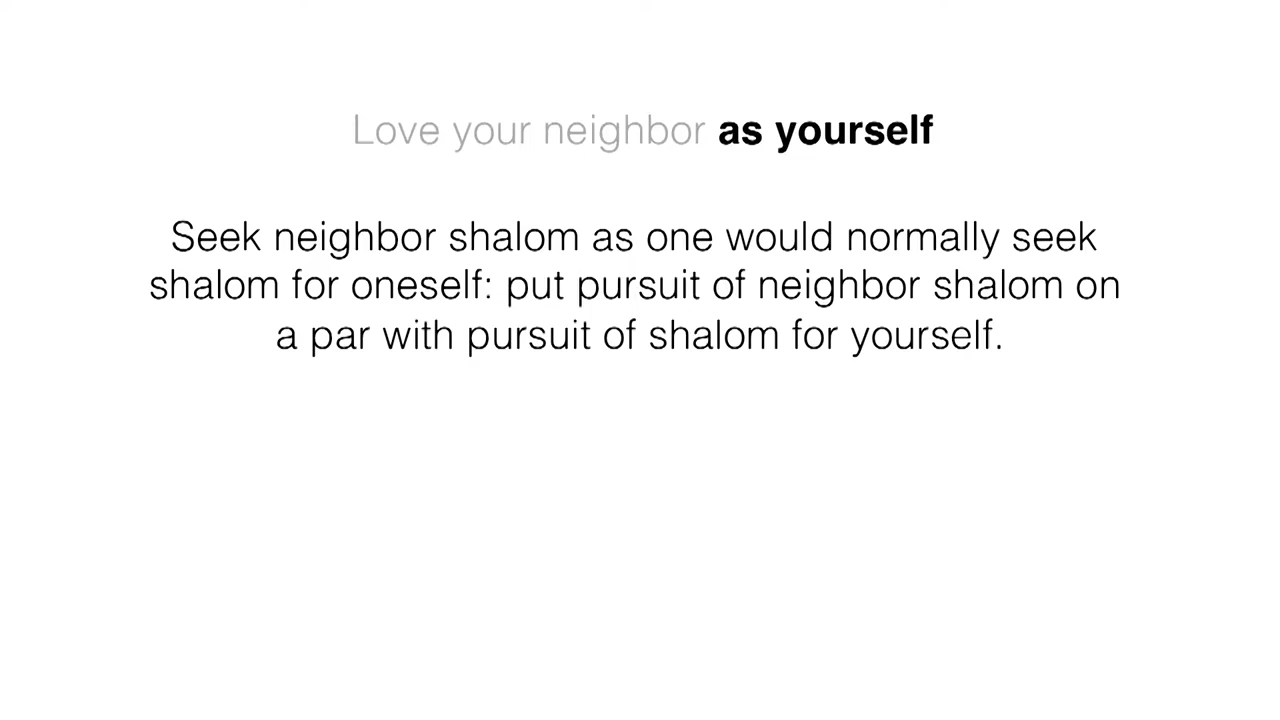 Love your neighbor as yourself
Seek neighbor shalom as one would normally seek
shalom for oneself: put pursuit of neighbor shalom on
a par with pursuit of shalom for yourself.